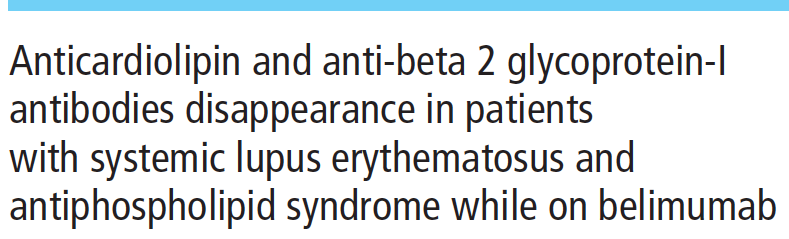 Anticardiolipin and anti-beta 2 glycoprotein-I
antibodies disappearance in patients
with systemic lupus erythematosus and
antiphospholipid syndrome while on belimumab